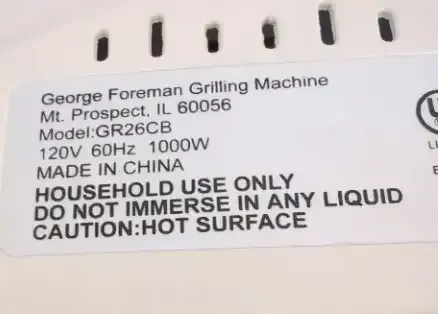 George Foreman Grilling Machine
Mt. Prospect, IL 60056
Model:GR26CB
120V 60Hz 1000W
MADE IN CHINA
HOUSEHOLD USE ONLY
DO NOT IMMERSE IN ANY LIQUID
CAUTION:HOT SURFACE